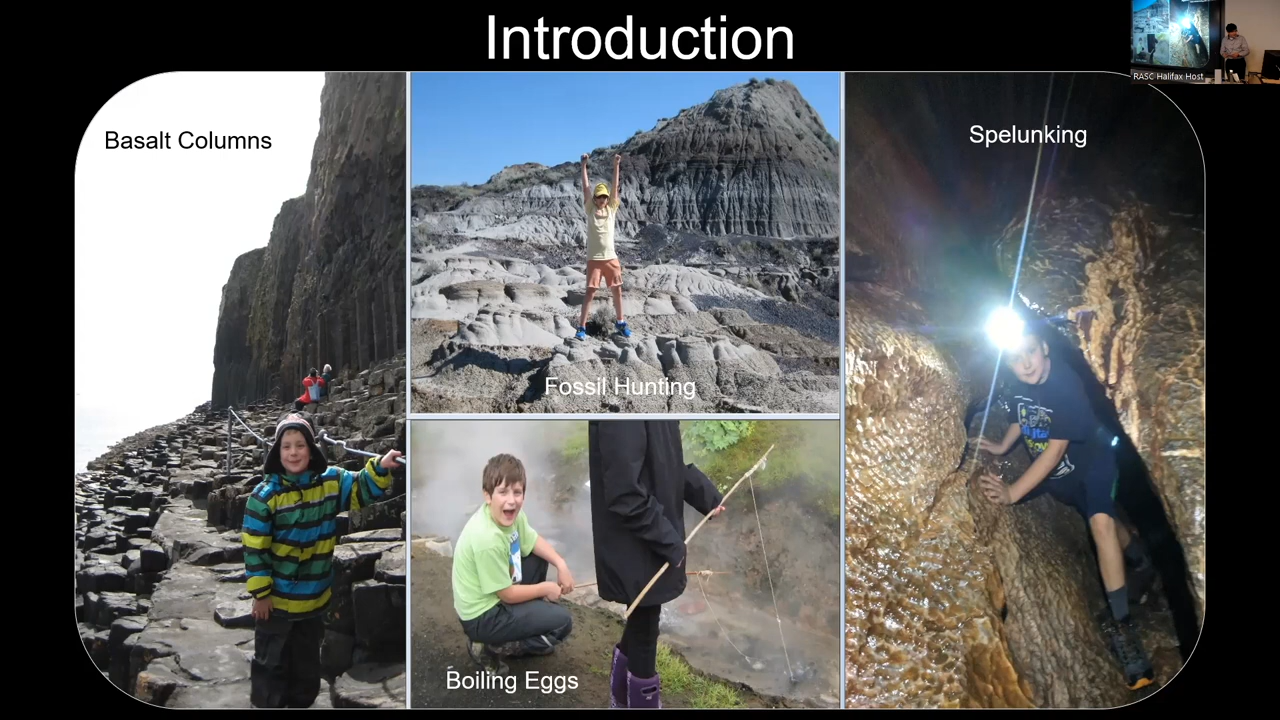 Introduction
RASC Halifax Host
Basalt Columns
Spelunking
Fossil Hunting
Boiling Eggs